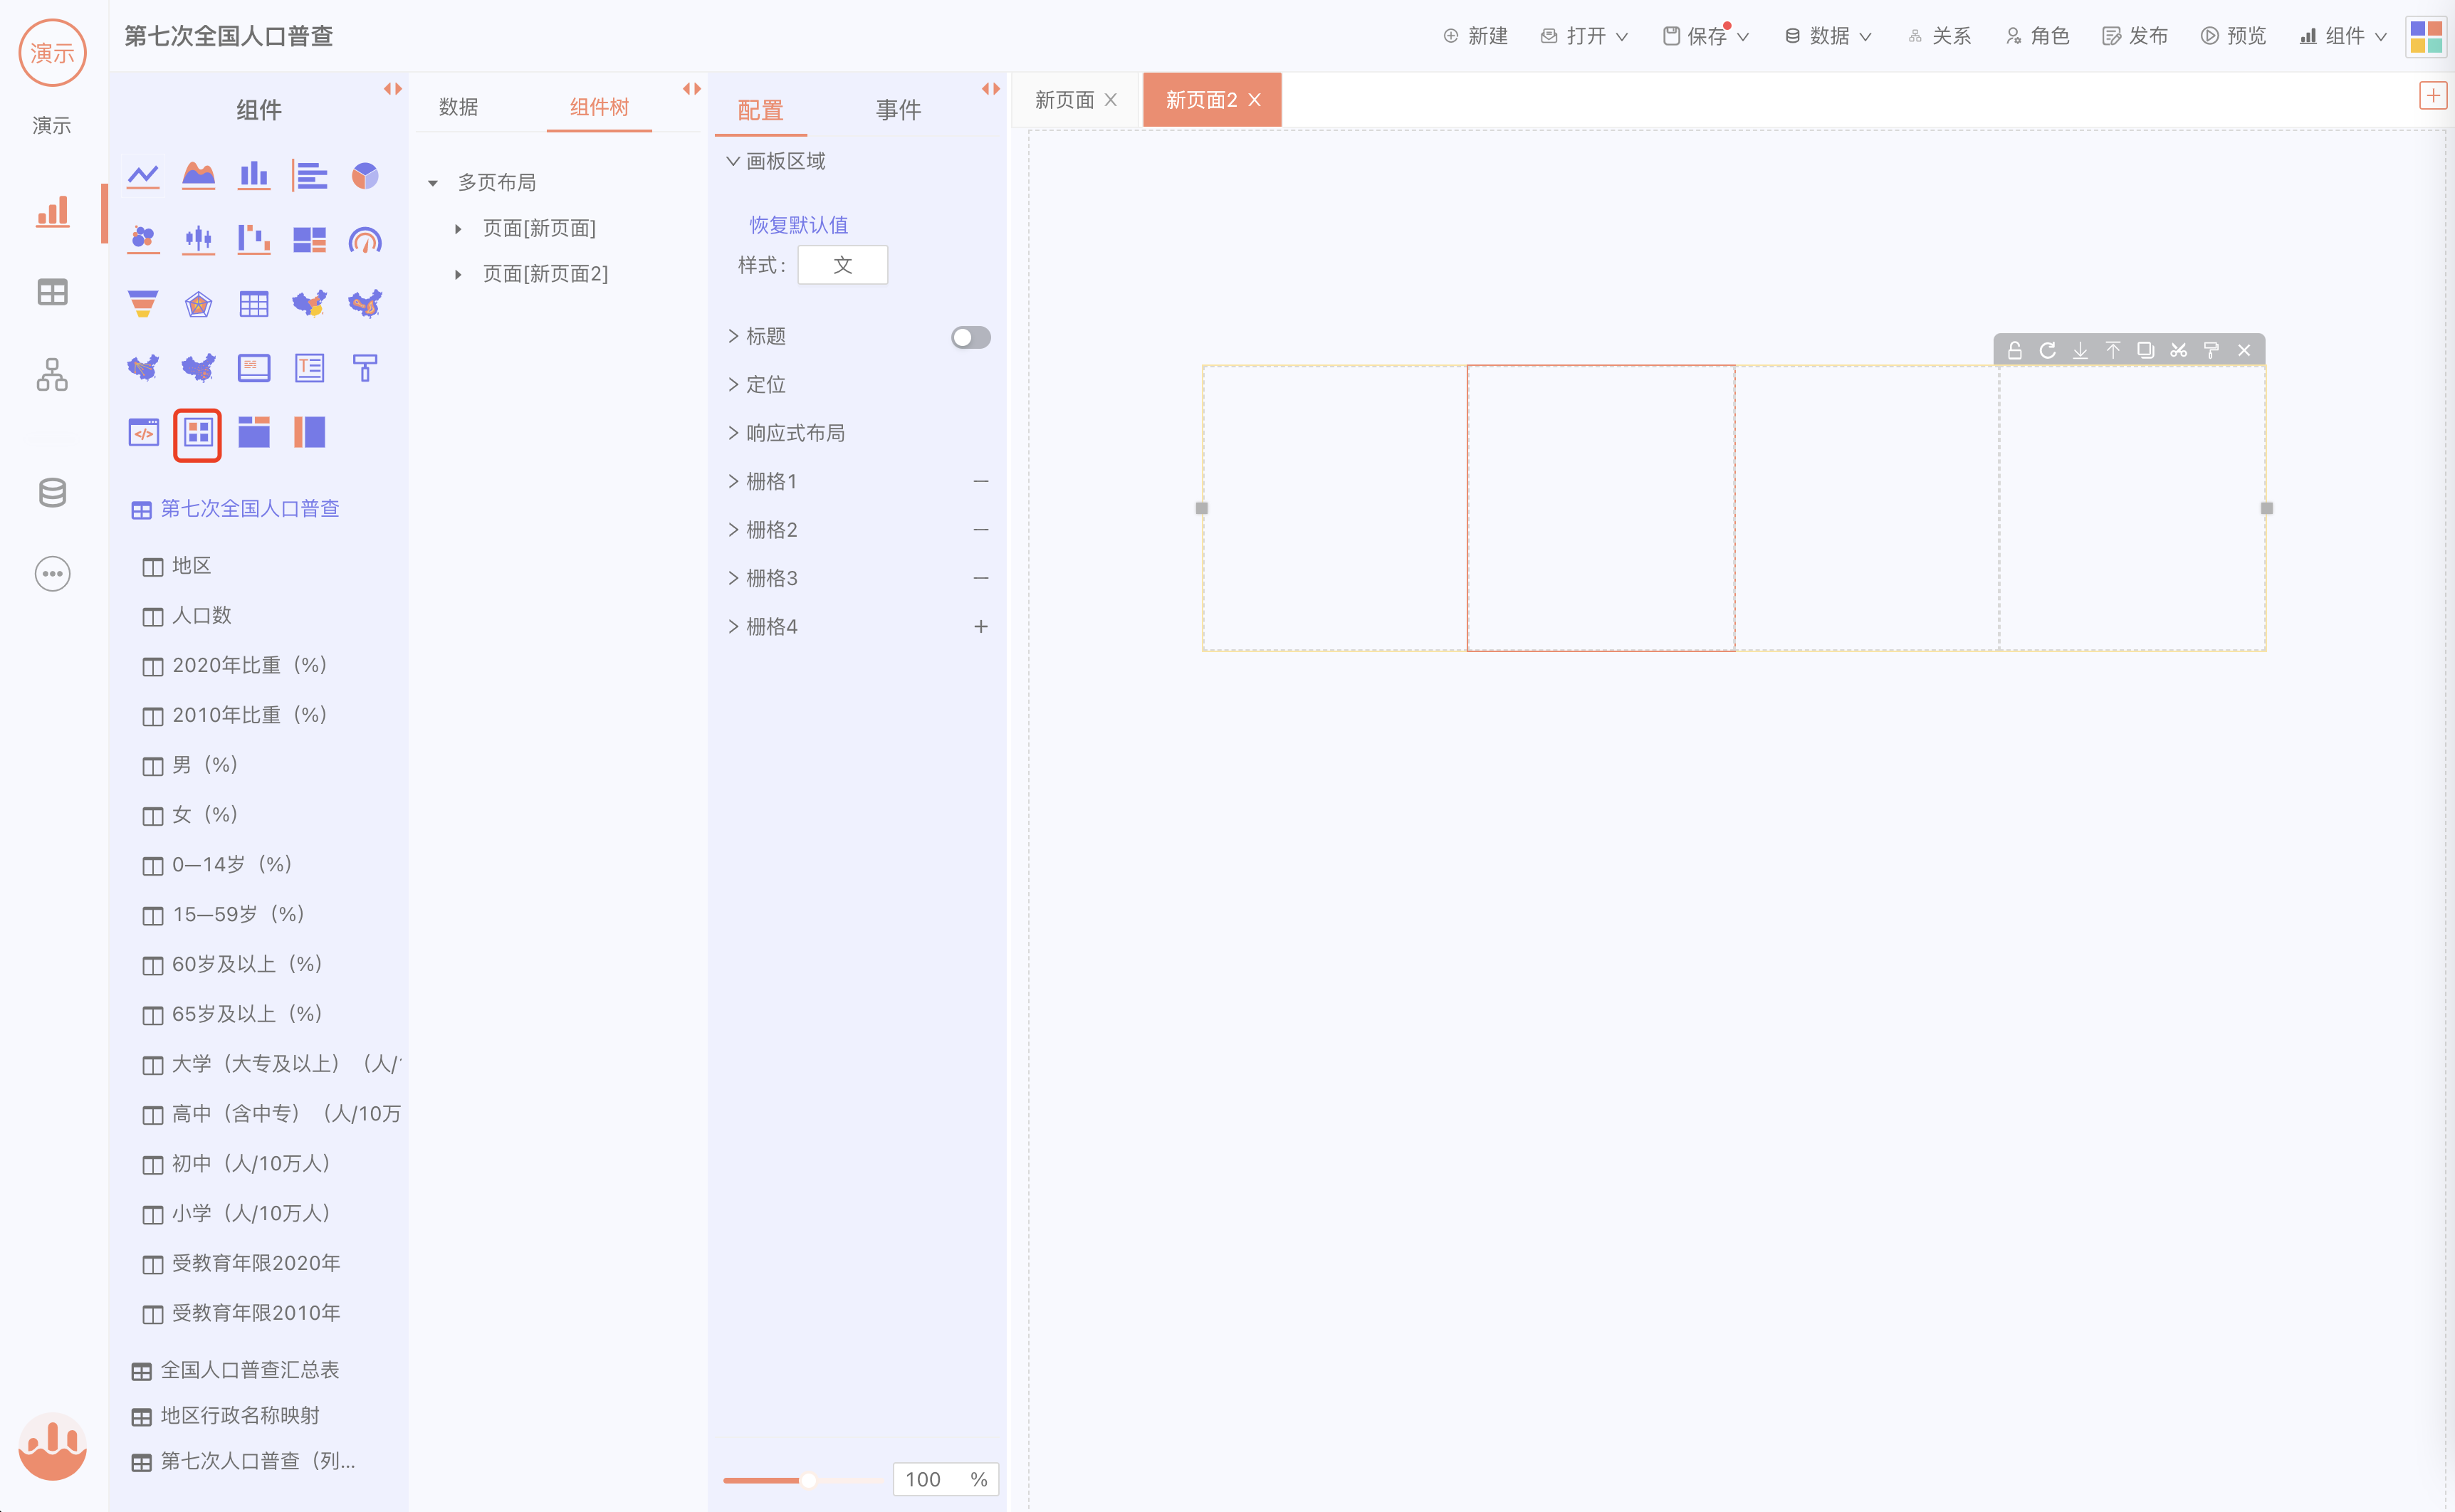 演示
演示
第七次全国人口普查
新建
打开
保存
数据
关系
角色
发布
预览
组件
组件
第七次全国人口普查
地区
人口数
2020年比重（%）
2010年比重（%）
男（%）
女（%）
0—14岁（%）
15—59岁（%）
60岁及以上（%）
65岁及以上（%）
大学（大专及以上）（人/
高中（含中专）（人/10万
初中（人/10万人）
小学（人/10万人）
受教育年限2020年
受教育年限2010年
全国人口普查汇总表
地区行政名称映射
第七次人口普查（列...
数据
组件树
多页布局
页面[新页面]
页面[新页面2]
配置
事件
画板区域
恢复默认值
样式：
文
标题
定位
响应式布局
栅格1
栅格2
栅格3
栅格4
100 %
新页面
新页面2